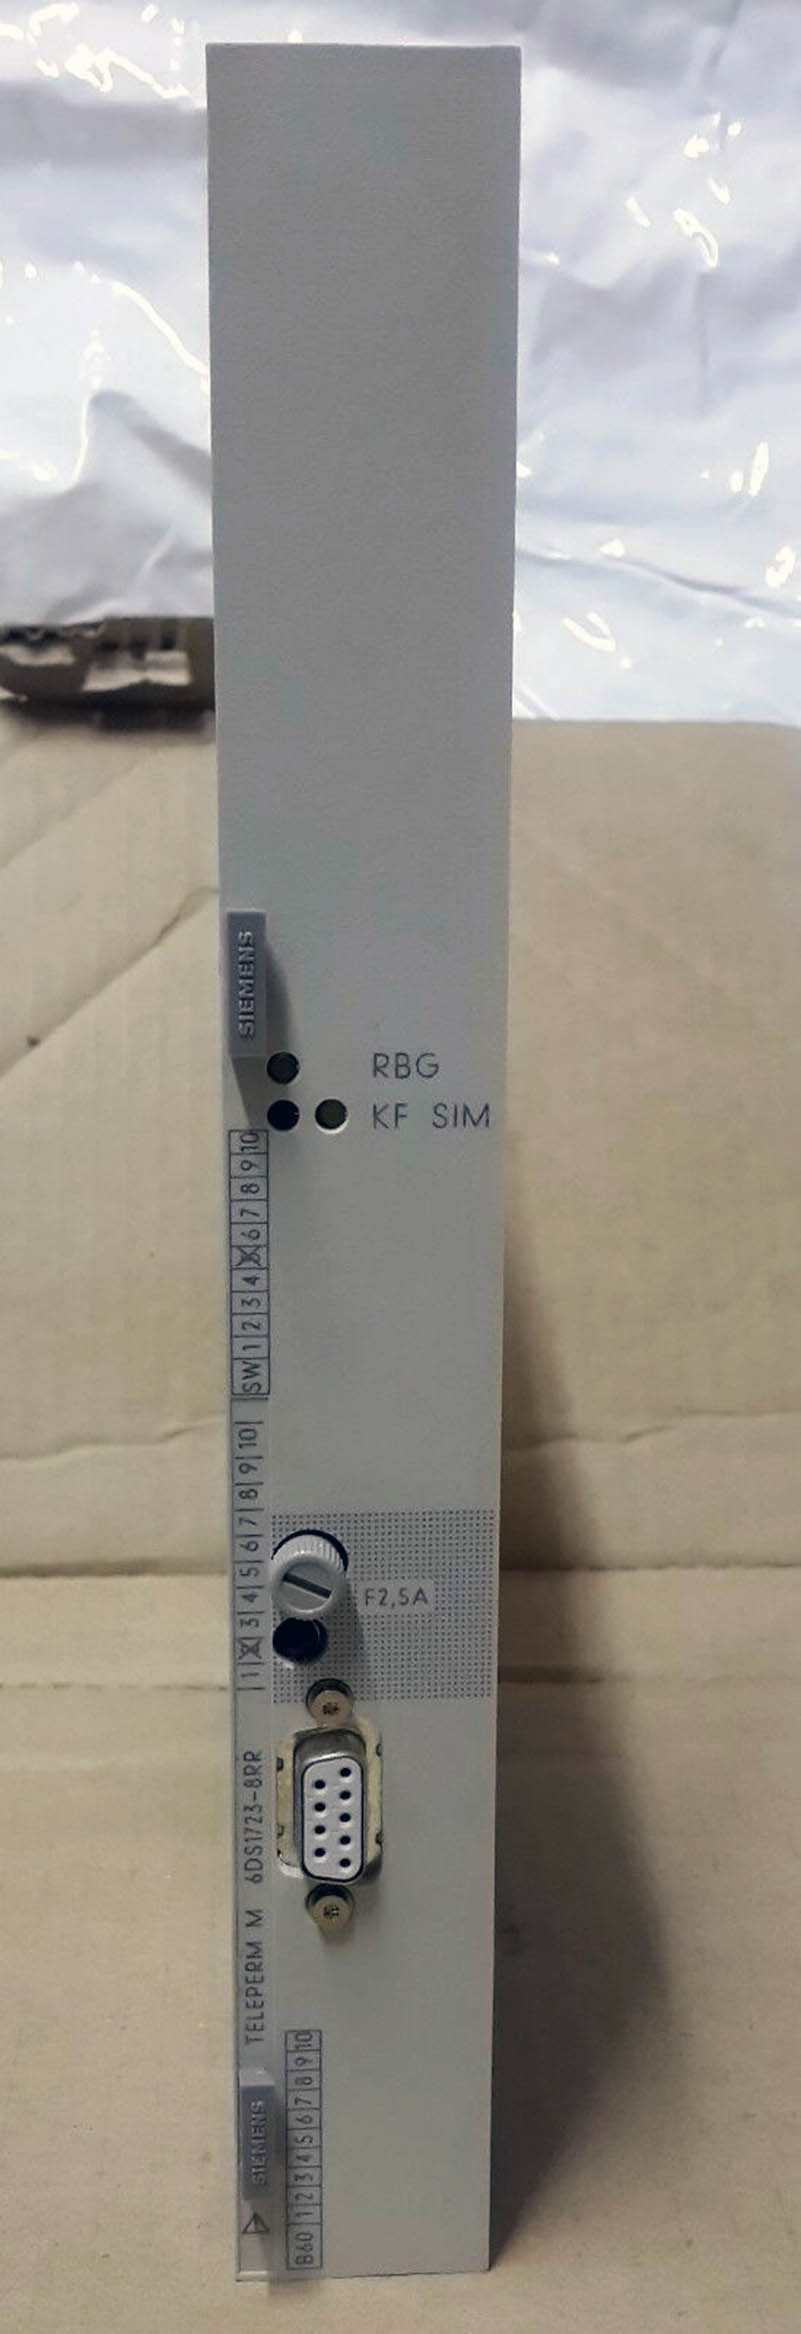 SIEMENS
RBG
KF SIM
SW 1 2 3 4 5 6 7 8 9 10
1 2 3 4 5 6 7 8 9 10
F2,5A
TELEPERM M 6DS1723-8RR
SIEMENS
B60 1 2 3 4 5 6 7 8 9 10